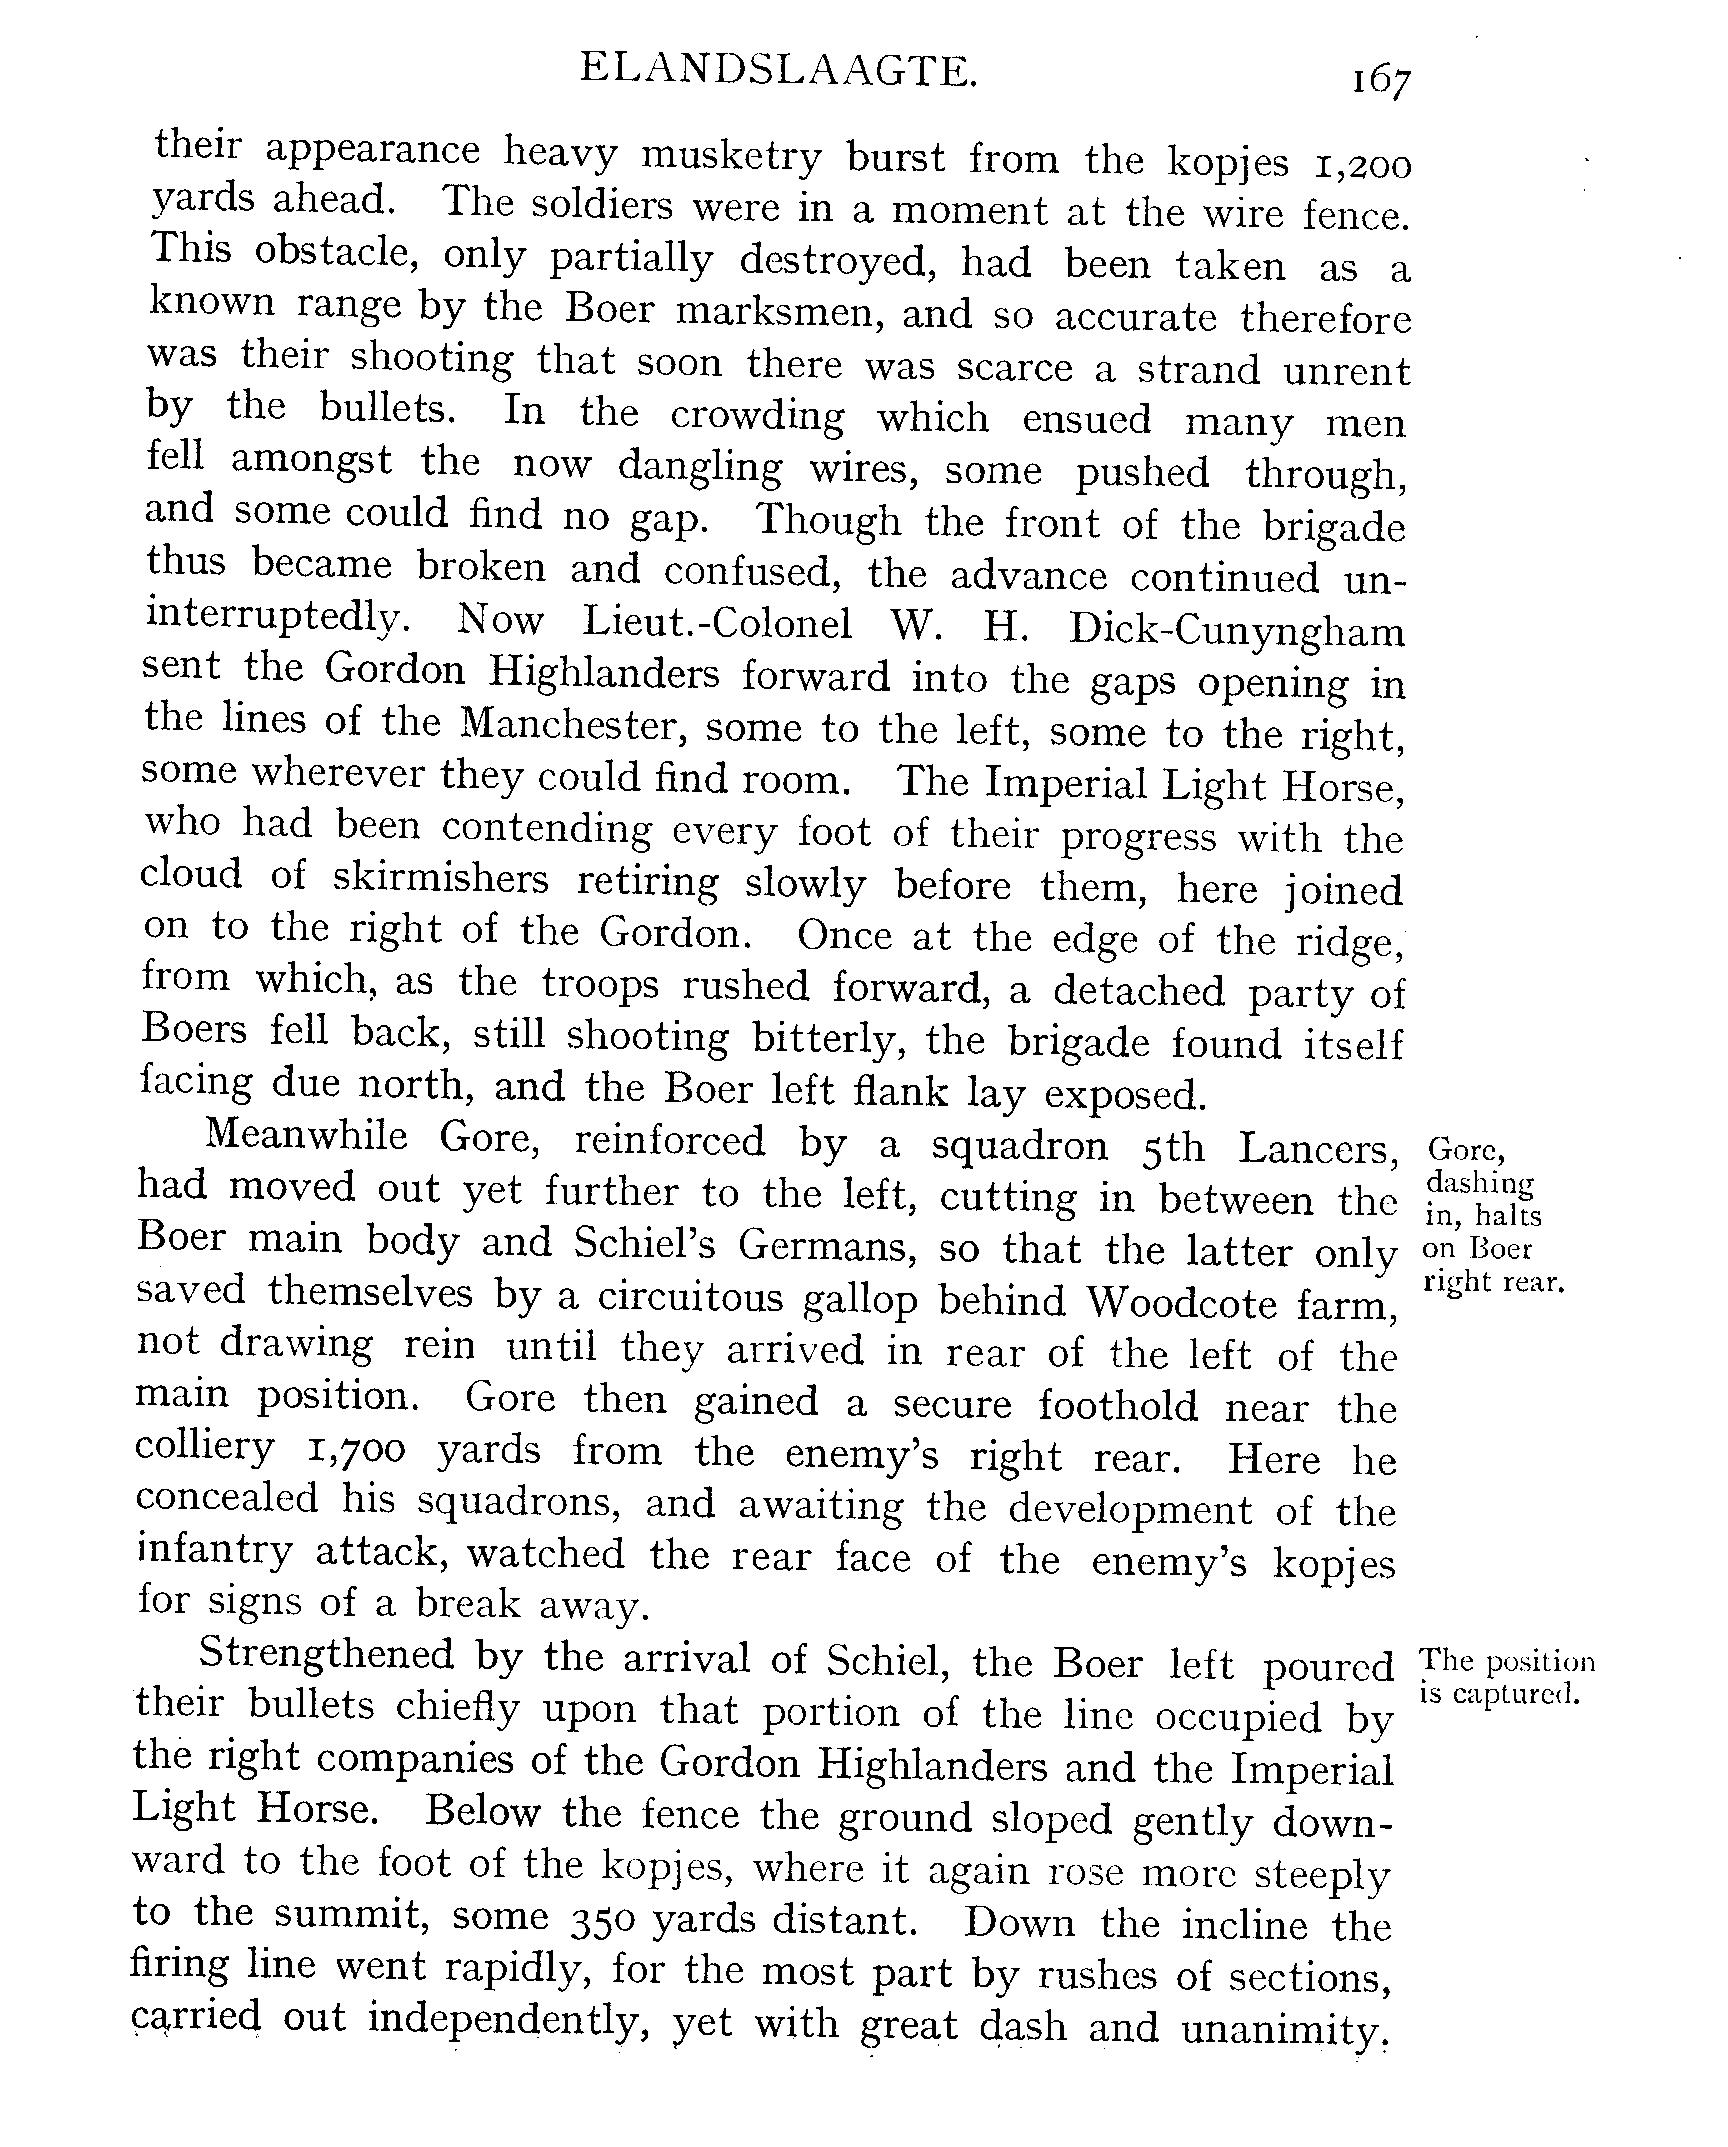 ELANDSLAAGTE. 167
their appearance heavy musketry burst from the kopjes 1,200
yards ahead. The soldiers were in a moment at the wire fence.
This obstacle, only partially destroyed, had been taken as a
known range by the Boer marksmen, and so accurate therefore
was their shooting that soon there was scarce a strand unrent
by the bullets. In the crowding which ensued many men
fell amongst the now dangling wires, some pushed through,
and some could find no gap. Though the front of the brigade
thus became broken and confused, the advance continued un-
interruptedly. Now Lieut.-Colonel W. H. Dick-Cunyngham
sent the Gordon Highlanders forward into the gaps opening in
the lines of the Manchester, some to the left, some to the right,
some wherever they could find room. The Imperial Light Horse,
who had been contending every foot of their progress with the
cloud of skirmishers retiring slowly before them, here joined
on to the right of the Gordon. Once at the edge of the ridge,
from which, as the troops rushed forward, a detached party of
Boers fell back, still shooting bitterly, the brigade found itself
facing due north, and the Boer left flank lay exposed.
Meanwhile Gore, reinforced by a squadron 5th Lancers,
had moved out yet further to the left, cutting in between the
Boer main body and Schiel's Germans, so that the latter only
saved themselves by a circuitous gallop behind Woodcote farm,
not drawing rein until they arrived in rear of the left of the
main position. Gore then gained a secure foothold near the
colliery 1,700 yards from the enemy's right rear. Here he
concealed his squadrons, and awaiting the development of the
infantry attack, watched the rear face of the enemy's kopjes
for signs of a break away.
Gore,
dashing
in, halts
on Boer
right rear.
Strengthened by the arrival of Schiel, the Boer left poured
their bullets chiefly upon that portion of the line occupied by
the right companies of the Gordon Highlanders and the Imperial
Light Horse. Below the fence the ground sloped gently down-
ward to the foot of the kopjes, where it again rose more steeply
to the summit, some 350 yards distant. Down the incline the
firing line went rapidly, for the most part by rushes of sections,
carried out independently, yet with great dash and unanimity.
The position
is captured.